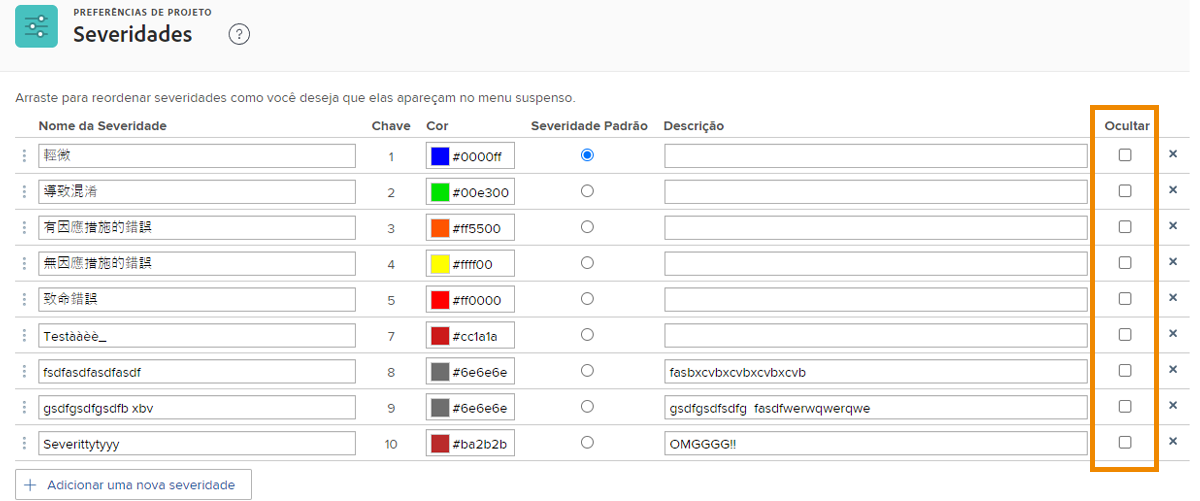 PREFERÊNCIAS DE PROJETO
Severidades ?
Arraste para reordenar severidades como você deseja que elas apareçam no menu suspenso.
Nome da Severidade Chave Cor Severidade Padrão Descrição Ocultar
輕微 1 #0000ff
導致混淆 2 #00e300
有因應措施的錯誤 3 #ff5500
無因應措施的錯誤 4 #ffff00
致命錯誤 5 #ff0000
Testàåèè_ 7 #cc1a1a
fsdfasdfasdfasdf 8 #6e6e6e fasbxcvbxcvbxcvbxcvb
gsdfgsdfgsdfb xbv 9 #6e6e6e gsdfgsdfsdfg fasdfwerwqwerqwe
Severittytyyy 10 #ba2b2b OMGGGG!!
+ Adicionar uma nova severidade